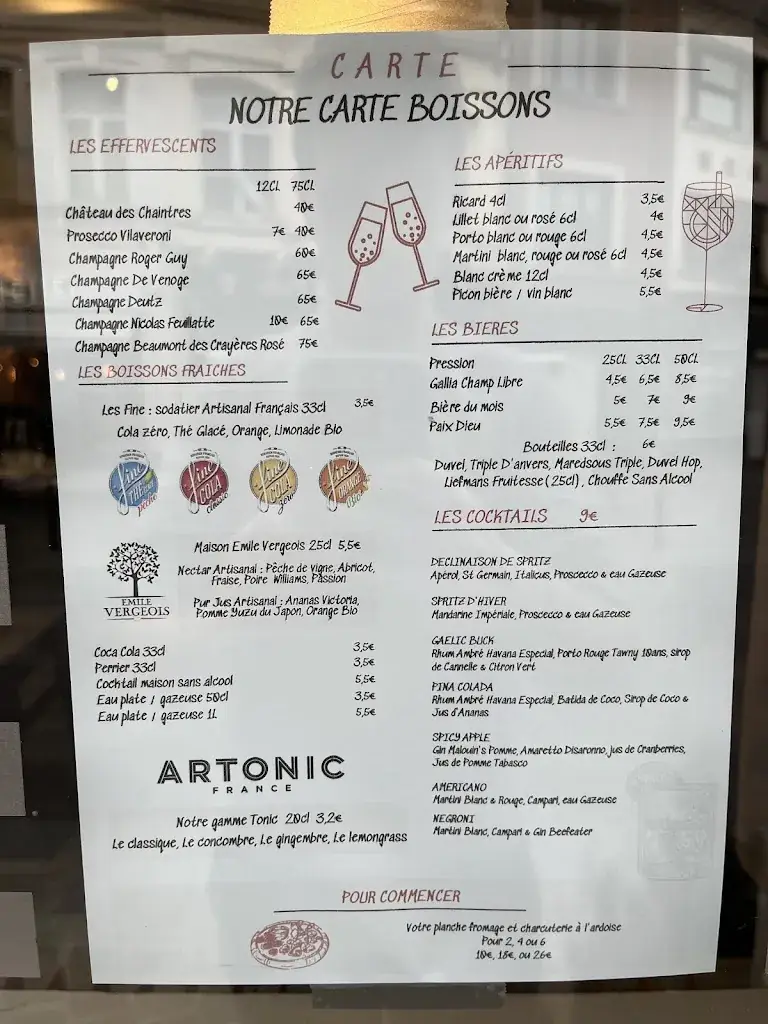 CARTE
NOTRE CARTE BOISSONS
LES EFFERVESCENTS
12CL 75CL
Château des Chaintres 40€
Prosecco Vilaveroni 7€ 40€
Champagne Roger Guy 60€
Champagne De Venoge 65€
Champagne Deutz 65€
Champagne Nicolas Feuillatte 10€ 65€
Champagne Beaumont des Crayères Rosé 75€
LES BOISSONS FRAICHES
Les Fine : sodatier Artisanal Français 33cl 3,5€
Cola zéro, Thé Glacé, Orange, Limonade Bio
fine THÉ pêche
fine COLA classic
fine COLA zéro
fine ORANGE
EMILE
VERGEOIS
Maison Emile Vergeois 25cl 5,5€
Nectar Artisanal : Pêche de vigne, Abricot,
Fraise, Poire Williams, Passion
Pur Jus Artisanal : Ananas Victoria,
Pomme Yuzu du Japon, Orange Bio
Coca Cola 33cl 3,5€
Perrier 33cl 3,5€
Cocktail maison sans alcool 5,5€
Eau plate / gazeuse 50cl 3,5€
Eau plate / gazeuse 1L 5,5€
ARTONIC
FRANCE
Notre gamme Tonic 20cl 3,2€
Le classique, Le concombre, Le gingembre, Le lemongrass
LES APÉRITIFS
Ricard 4cl 3,5€
Lillet blanc ou rosé 6cl 4€
Porto blanc ou rouge 6cl 4,5€
Martini blanc, rouge ou rosé 6cl 4,5€
Blanc crème 12cl 4,5€
Picon bière / vin blanc 5,5€
LES BIERES
Pression 25CL 33CL 50CL
Gallia Champ Libre 4,5€ 6,5€ 8,5€
Bière du mois 5€ 7€ 9€
Paix Dieu 5,5€ 7,5€ 9,5€
Bouteilles 33cl : 6€
Duvel, Triple D'anvers, Maredsous Triple, Duvel Hop,
Liefmans Fruitesse (25cl), Chouffe Sans Alcool
LES COCKTAILS 9€
DECLINAISON DE SPRITZ
Apérol, St Germain, Italicus, Proscecco & eau Gazeuse
SPRITZ D'HIVER
Mandarine Impériale, Proscecco & eau Gazeuse
GAELIC BUCK
Rhum Ambré Havana Especial, Porto Rouge Tawny 10ans, sirop
de Cannelle & Citron Vert
PINA COLADA
Rhum Ambré Havana Especial, Batida de Coco, Sirop de Coco &
Jus d'Ananas
SPICY APPLE
Gin Malouin's Pomme, Amaretto Disaronno, jus de Cranberries,
Jus de Pomme Tabasco
AMERICANO
Martini Blanc & Rouge, Campari, eau Gazeuse
NEGRONI
Martini Blanc, Campari & Gin Beefeater
POUR COMMENCER
Votre planche fromage et charcuterie à l'ardoise
Pour 2, 4 ou 6
10€, 18€, ou 26€